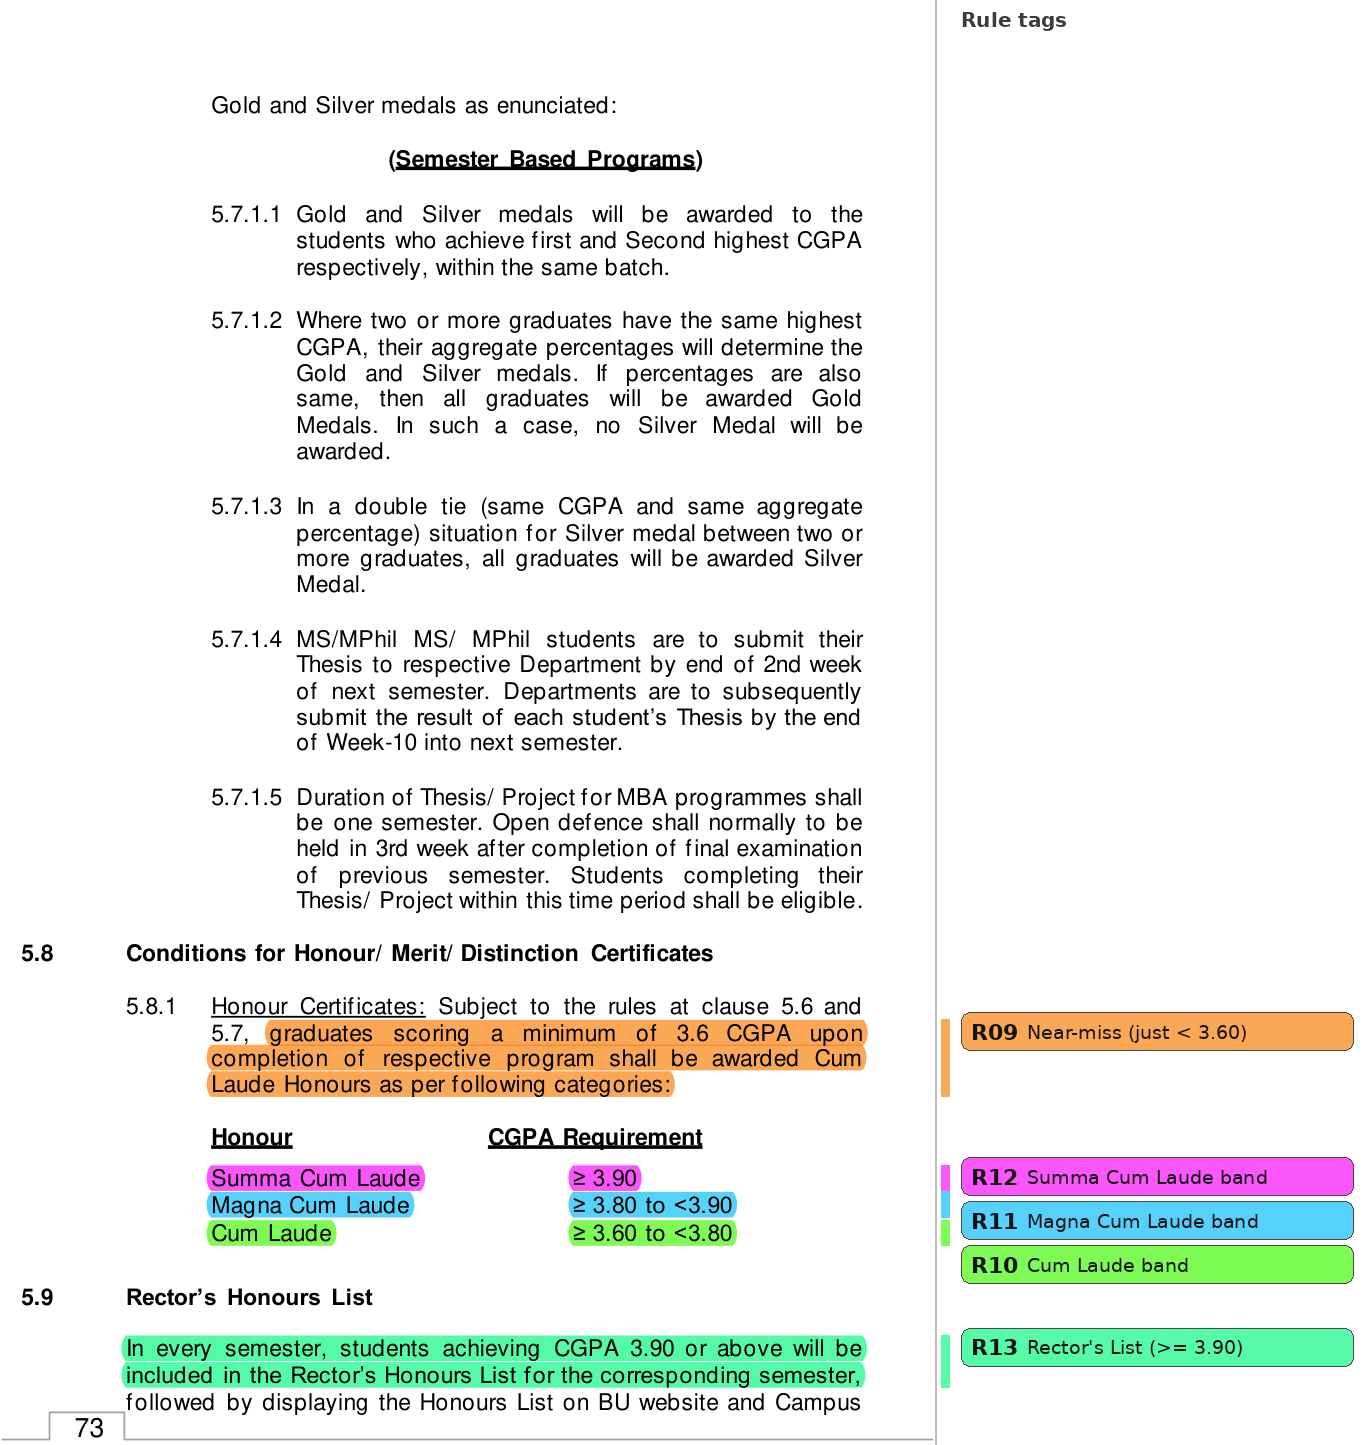 Rule tags
Gold and Silver medals as enunciated:
(Semester Based Programs)
5.7.1.1 Gold and Silver medals will be awarded to the
students who achieve first and Second highest CGPA
respectively, within the same batch.
5.7.1.2 Where two or more graduates have the same highest
CGPA, their aggregate percentages will determine the
Gold and Silver medals. If percentages are also
same, then all graduates will be awarded Gold
Medals. In such a case, no Silver Medal will be
awarded.
5.7.1.3 In a double tie (same CGPA and same aggregate
percentage) situation for Silver medal between two or
more graduates, all graduates will be awarded Silver
Medal.
5.7.1.4 MS/MPhil MS/ MPhil students are to submit their
Thesis to respective Department by end of 2nd week
of next semester. Departments are to subsequently
submit the result of each student’s Thesis by the end
of Week-10 into next semester.
5.7.1.5 Duration of Thesis/ Project for MBA programmes shall
be one semester. Open defence shall normally to be
held in 3rd week after completion of final examination
of previous semester. Students completing their
Thesis/ Project within this time period shall be eligible.
5.8 Conditions for Honour/ Merit/ Distinction Certificates
5.8.1 Honour Certificates: Subject to the rules at clause 5.6 and
5.7, graduates scoring a minimum of 3.6 CGPA upon
completion of respective program shall be awarded Cum
Laude Honours as per following categories:
R09 Near-miss (just < 3.60)
Honour CGPA Requirement
Summa Cum Laude ≥ 3.90
Magna Cum Laude ≥ 3.80 to <3.90
Cum Laude ≥ 3.60 to <3.80
R12 Summa Cum Laude band
R11 Magna Cum Laude band
R10 Cum Laude band
5.9 Rector’s Honours List
In every semester, students achieving CGPA 3.90 or above will be
included in the Rector’s Honours List for the corresponding semester,
followed by displaying the Honours List on BU website and Campus
R13 Rector's List (>= 3.90)
73